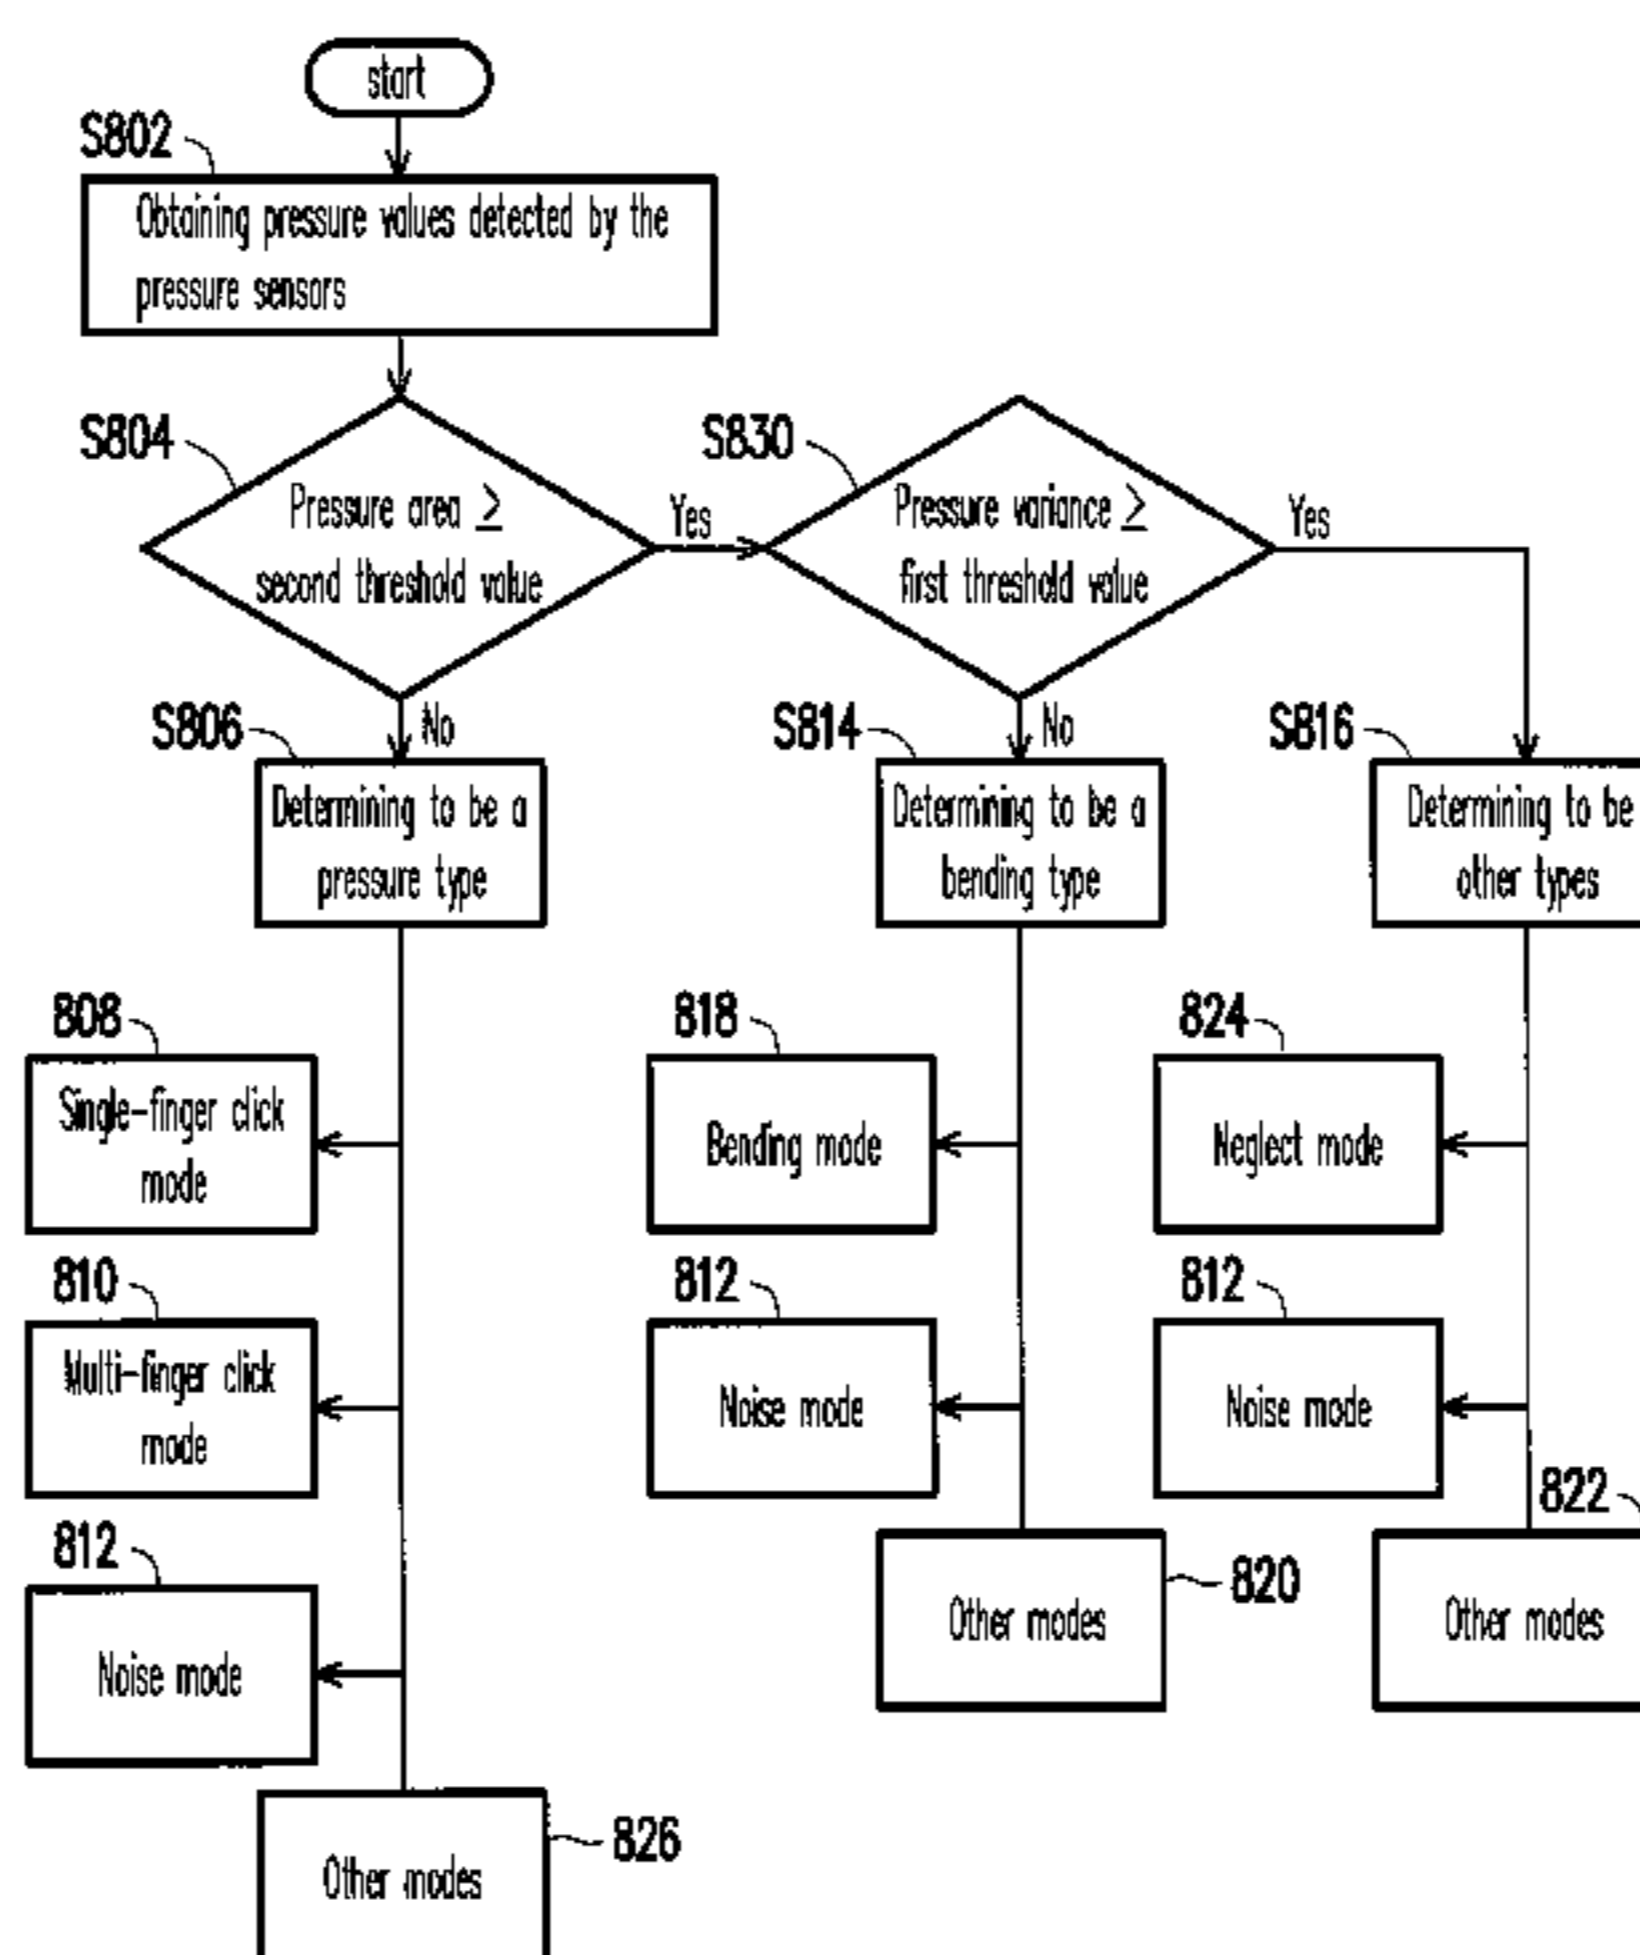 start
S802
Obtaining pressure values detected by the
pressure sensors
S804
Pressure area ≥
second threshold value
Yes
S830
Pressure variance ≥
first threshold value
Yes
S806
No
Determining to be a
pressure type
S814
No
Determining to be a
bending type
S816
Determining to be
other types
808
Single-finger click
mode
810
Multi-finger click
mode
812
Noise mode
826
Other modes
818
Bending mode
812
Noise mode
820
Other modes
824
Neglect mode
812
Noise mode
822
Other modes